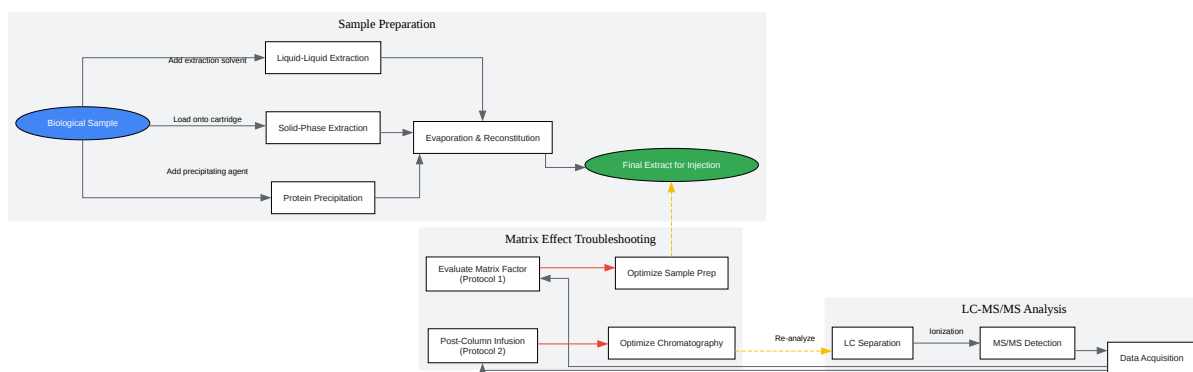 Sample Preparation
Add extraction solvent
Liquid-Liquid Extraction
Biological Sample
Load onto cartridge
Solid-Phase Extraction
Evaporation & Reconstitution
Final Extract for Injection
Add precipitating agent
Protein Precipitation
Matrix Effect Troubleshooting
Evaluate Matrix Factor
(Protocol 1)
Optimize Sample Prep
Post-Column Infusion
(Protocol 2)
Optimize Chromatography
Re-analyze
LC-MS/MS Analysis
LC Separation
Ionization
MS/MS Detection
Data Acquisition